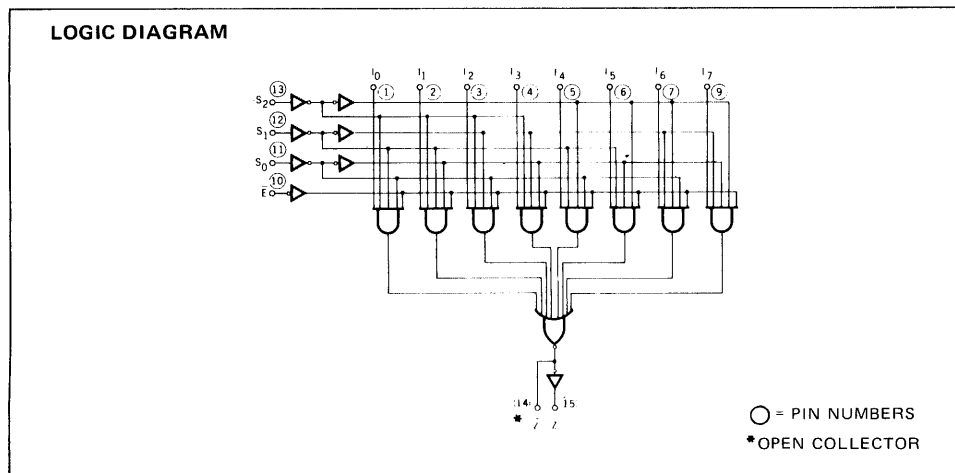 LOGIC DIAGRAM
I0 I1 I2 I3 I4 I5 I6 I7
1 2 3 4 5 6 7 9
S2 13
S1 12
S0 11
E 10
14 15
* Z Z
= PIN NUMBERS
*OPEN COLLECTOR